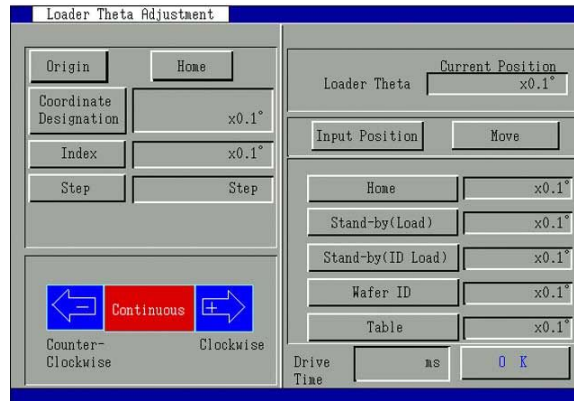 Loader Theta Adjustment
Origin
Home
Coordinate
Designation
x0.1°
Index
x0.1°
Step
Step
Continuous
Counter-
Clockwise
Clockwise
Current Position
Loader Theta
x0.1°
Input Position
Move
Home
x0.1°
Stand-by(Load)
x0.1°
Stand-by(ID Load)
x0.1°
Wafer ID
x0.1°
Table
x0.1°
Drive
Time
ms
O K